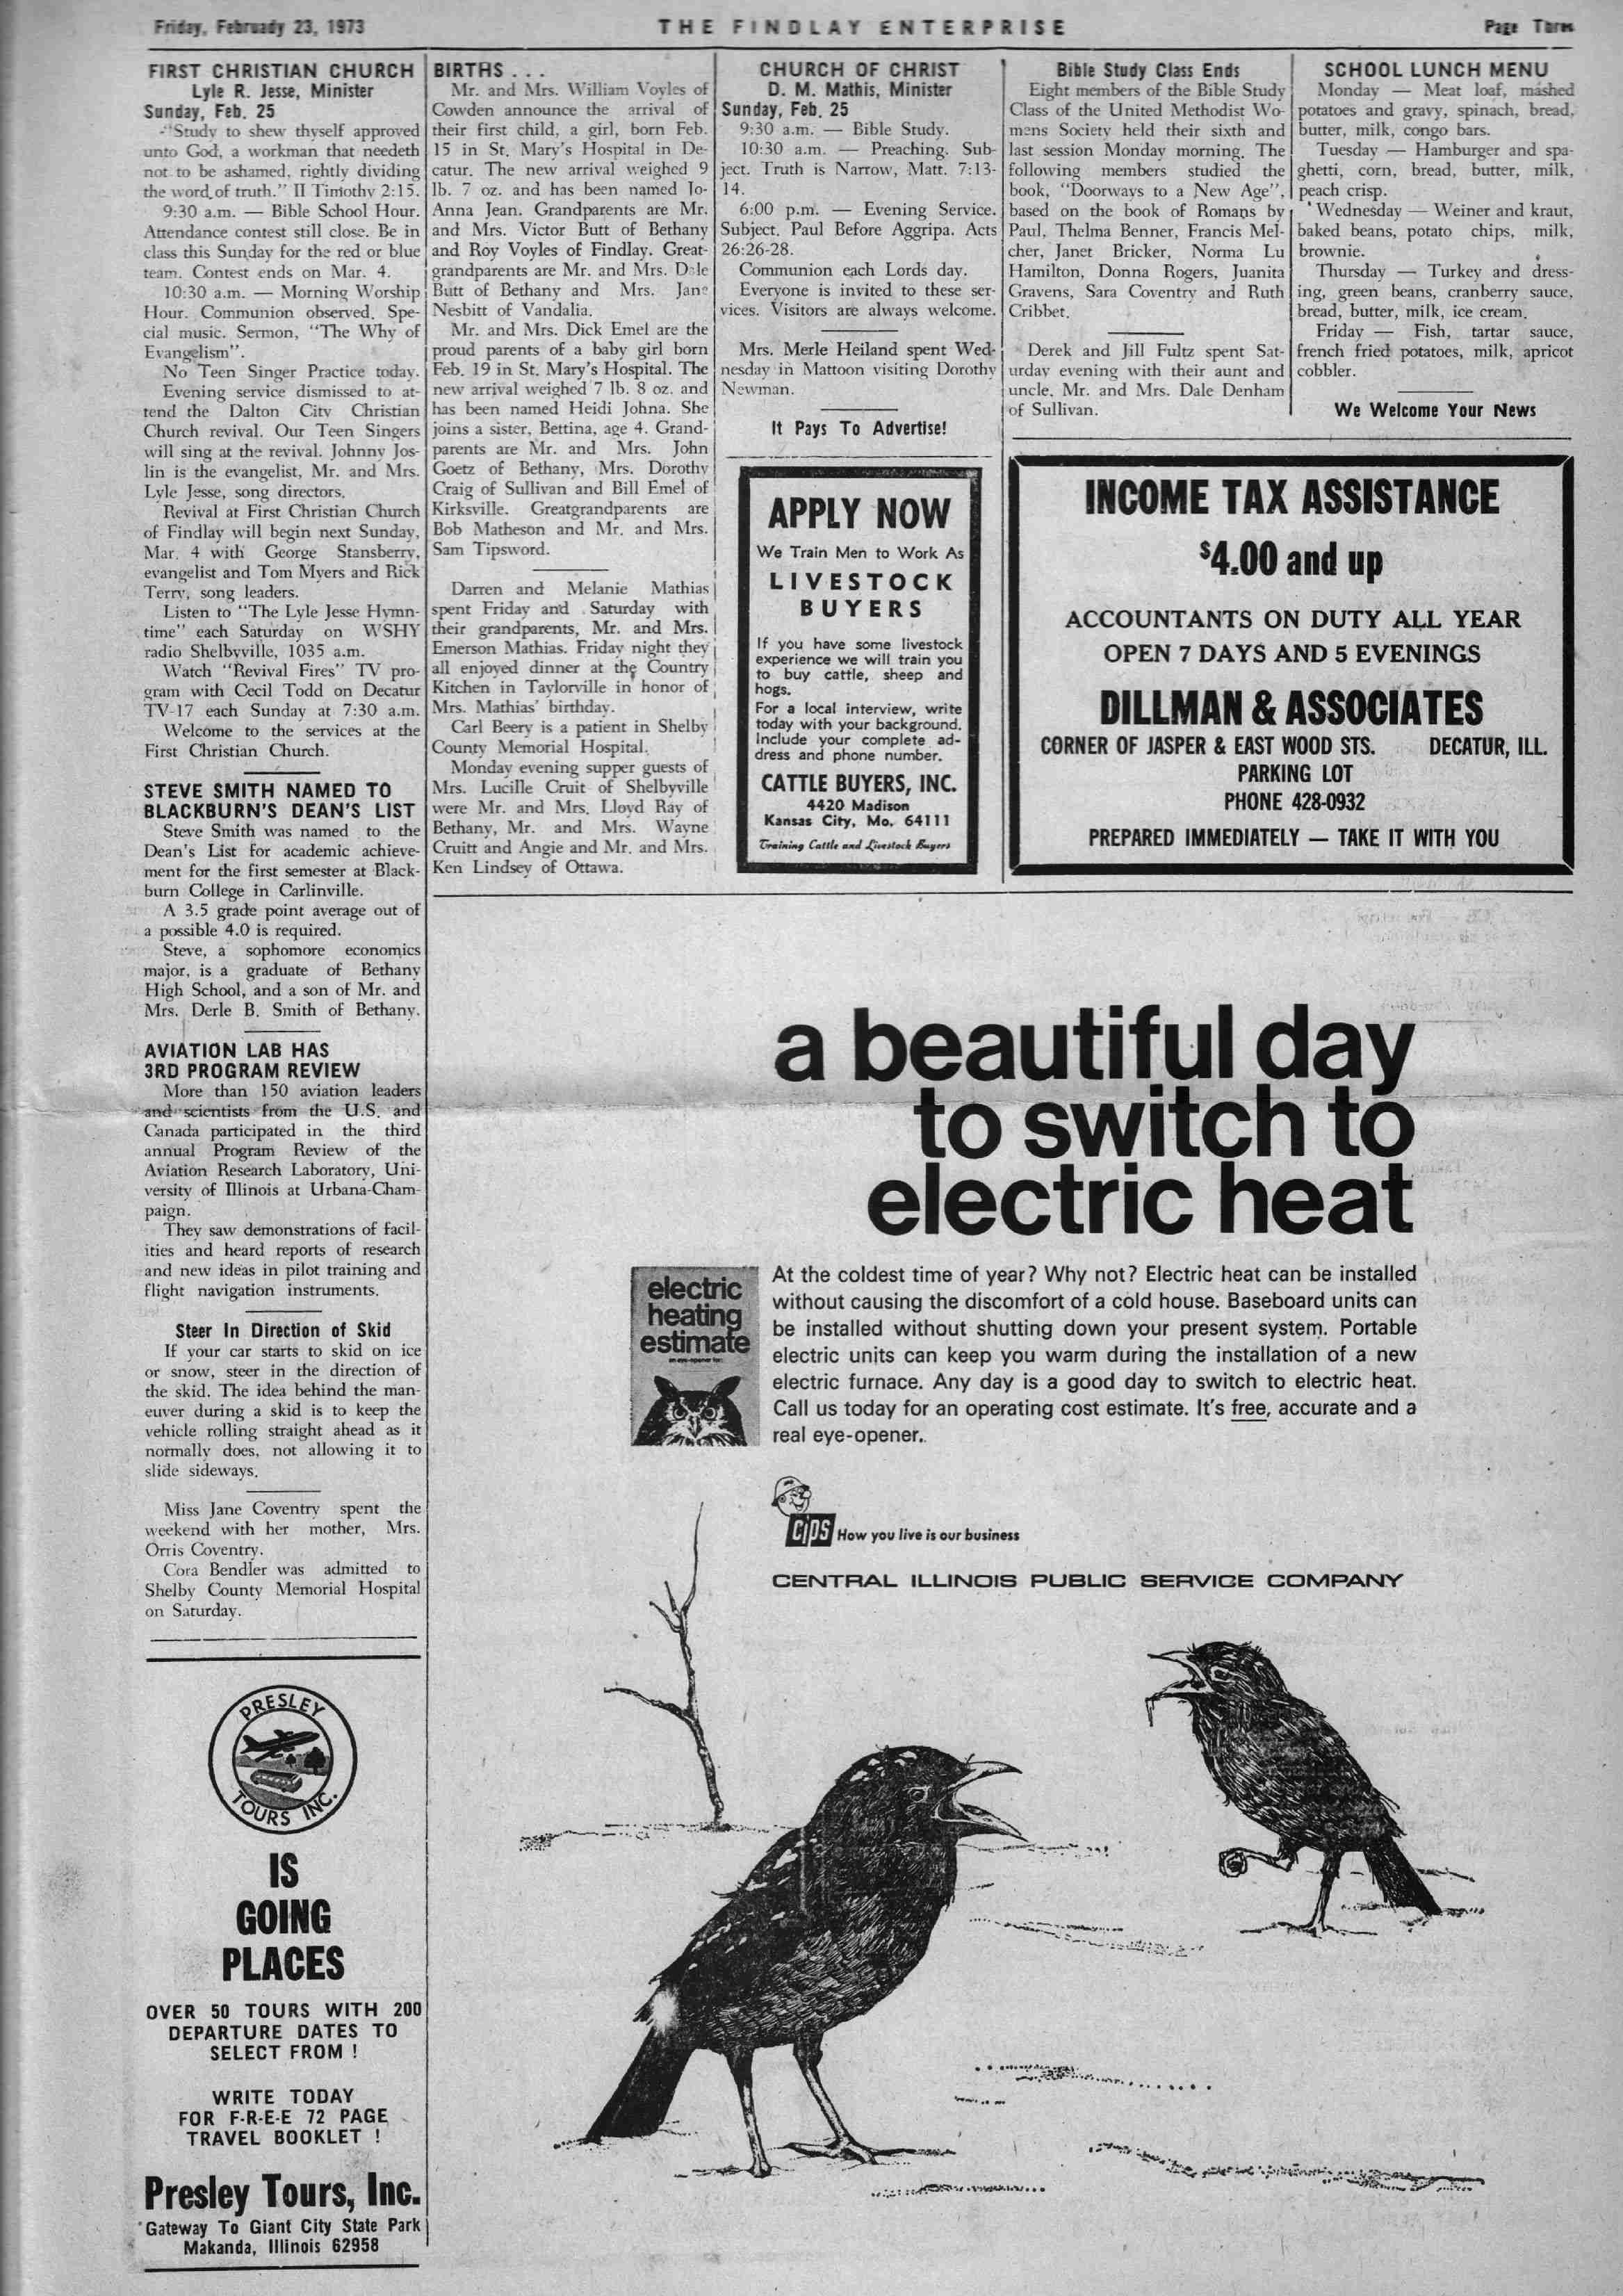 Friday, February 23, 1973
THE FINDLAY ENTERPRISE
Page Three
FIRST CHRISTIAN CHURCH
Lyle R. Jesse, Minister
Sunday, Feb. 25
"Study to shew thyself approved
unto God, a workman that needeth
not to be ashamed, rightly dividing
the word of truth." II Timothy 2:15.
9:30 a.m. — Bible School Hour.
Attendance contest still close. Be in
class this Sunday for the red or blue
team. Contest ends on Mar. 4.
10:30 a.m. — Morning Worship
Hour. Communion observed. Spe-
cial music. Sermon, "The Why of
Evangelism".
No Teen Singer Practice today.
Evening service dismissed to at-
tend the Dalton City Christian
Church revival. Our Teen Singers
will sing at the revival. Johnny Jos-
lin is the evangelist, Mr. and Mrs.
Lyle Jesse, song directors.
Revival at First Christian Church
of Findlay will begin next Sunday,
Mar. 4 with George Stansberry,
evangelist and Tom Myers and Rick
Terry, song leaders.
Listen to "The Lyle Jesse Hymn-
time" each Saturday on WSHY
radio Shelbyville, 1035 a.m.
Watch "Revival Fires" TV pro-
gram with Cecil Todd on Decatur
TV-17 each Sunday at 7:30 a.m.
Welcome to the services at the
First Christian Church.
STEVE SMITH NAMED TO
BLACKBURN'S DEAN'S LIST
Steve Smith was named to the
Dean's List for academic achieve-
ment for the first semester at Black-
burn College in Carlinville.
A 3.5 grade point average out of
a possible 4.0 is required.
Steve, a sophomore economics
major, is a graduate of Bethany
High School, and a son of Mr. and
Mrs. Derle B. Smith of Bethany.
AVIATION LAB HAS
3RD PROGRAM REVIEW
More than 150 aviation leaders
and scientists from the U.S. and
Canada participated in the third
annual Program Review of the
Aviation Research Laboratory, Uni-
versity of Illinois at Urbana-Cham-
paign.
They saw demonstrations of facil-
ities and heard reports of research
and new ideas in pilot training and
flight navigation instruments.
Steer In Direction of Skid
If your car starts to skid on ice
or snow, steer in the direction of
the skid. The idea behind the man-
euver during a skid is to keep the
vehicle rolling straight ahead as it
normally does, not allowing it to
slide sideways.
Miss Jane Coventry spent the
weekend with her mother, Mrs.
Orris Coventry.
Cora Bendler was admitted to
Shelby County Memorial Hospital
on Saturday.
PRESLEY
TOURS INC.
IS
GOING
PLACES
OVER 50 TOURS WITH 200
DEPARTURE DATES TO
SELECT FROM !
WRITE TODAY
FOR F-R-E-E 72 PAGE
TRAVEL BOOKLET !
Presley Tours, Inc.
Gateway To Giant City State Park
Makanda, Illinois 62958
BIRTHS . . .
Mr. and Mrs. William Voyles of
Cowden announce the arrival of
their first child, a girl, born Feb.
15 in St. Mary's Hospital in De-
catur. The new arrival weighed 9
lb. 7 oz. and has been named Jo-
Anna Jean. Grandparents are Mr.
and Mrs. Victor Butt of Bethany
and Roy Voyles of Findlay. Great-
grandparents are Mr. and Mrs. Dale
Butt of Bethany and Mrs. Jane
Nesbitt of Vandalia.
Mr. and Mrs. Dick Emel are the
proud parents of a baby girl born
Feb. 19 in St. Mary's Hospital. The
new arrival weighed 7 lb. 8 oz. and
has been named Heidi Johna. She
joins a sister, Bettina, age 4. Grand-
parents are Mr. and Mrs. John
Goetz of Bethany, Mrs. Dorothy
Craig of Sullivan and Bill Emel of
Kirksville. Greatgrandparents are
Bob Matheson and Mr. and Mrs.
Sam Tipsword.
Darren and Melanie Mathias
spent Friday and Saturday with
their grandparents, Mr. and Mrs.
Emerson Mathias. Friday night they
all enjoyed dinner at the Country
Kitchen in Taylorville in honor of
Mrs. Mathias' birthday.
Carl Beery is a patient in Shelby
County Memorial Hospital.
Monday evening supper guests of
Mrs. Lucille Cruit of Shelbyville
were Mr. and Mrs. Lloyd Ray of
Bethany, Mr. and Mrs. Wayne
Cruitt and Angie and Mr. and Mrs.
Ken Lindsey of Ottawa.
CHURCH OF CHRIST
D. M. Mathis, Minister
Sunday, Feb. 25
9:30 a.m. — Bible Study.
10:30 a.m. — Preaching. Sub-
ject. Truth is Narrow, Matt. 7:13-
14.
6:00 p.m. — Evening Service.
Subject. Paul Before Aggripa. Acts
26:26-28.
Communion each Lords day.
Everyone is invited to these ser-
vices. Visitors are always welcome.
Mrs. Merle Heiland spent Wed-
nesday in Mattoon visiting Dorothy
Newman.
It Pays To Advertise!
APPLY NOW
We Train Men to Work As
LIVESTOCK
BUYERS
If you have some livestock
experience we will train you
to buy cattle, sheep and
hogs.
For a local interview, write
today with your background.
Include your complete ad-
dress and phone number.
CATTLE BUYERS, INC.
4420 Madison
Kansas City, Mo. 64111
Training Cattle and Livestock Buyers
Bible Study Class Ends
Eight members of the Bible Study
Class of the United Methodist Wo-
mens Society held their sixth and
last session Monday morning. The
following members studied the
book, "Doorways to a New Age",
based on the book of Romans by
Paul, Thelma Benner, Francis Mel-
cher, Janet Bricker, Norma Lu
Hamilton, Donna Rogers, Juanita
Gravens, Sara Coventry and Ruth
Cribbet.
Derek and Jill Fultz spent Sat-
urday evening with their aunt and
uncle, Mr. and Mrs. Dale Denham
of Sullivan.
SCHOOL LUNCH MENU
Monday — Meat loaf, mashed
potatoes and gravy, spinach, bread,
butter, milk, congo bars.
Tuesday — Hamburger and spa-
ghetti, corn, bread, butter, milk,
peach crisp.
Wednesday — Weiner and kraut,
baked beans, potato chips, milk,
brownie.
Thursday — Turkey and dress-
ing, green beans, cranberry sauce,
bread, butter, milk, ice cream.
Friday — Fish, tartar sauce,
french fried potatoes, milk, apricot
cobbler.
We Welcome Your News
INCOME TAX ASSISTANCE
$4.00 and up
ACCOUNTANTS ON DUTY ALL YEAR
OPEN 7 DAYS AND 5 EVENINGS
DILLMAN & ASSOCIATES
CORNER OF JASPER & EAST WOOD STS. DECATUR, ILL.
PARKING LOT
PHONE 428-0932
PREPARED IMMEDIATELY — TAKE IT WITH YOU
a beautiful day
to switch to
electric heat
electric
heating
estimate
an eye-opener for:
At the coldest time of year? Why not? Electric heat can be installed
without causing the discomfort of a cold house. Baseboard units can
be installed without shutting down your present system. Portable
electric units can keep you warm during the installation of a new
electric furnace. Any day is a good day to switch to electric heat.
Call us today for an operating cost estimate. It's free, accurate and a
real eye-opener.
CIPS How you live is our business
CENTRAL ILLINOIS PUBLIC SERVICE COMPANY